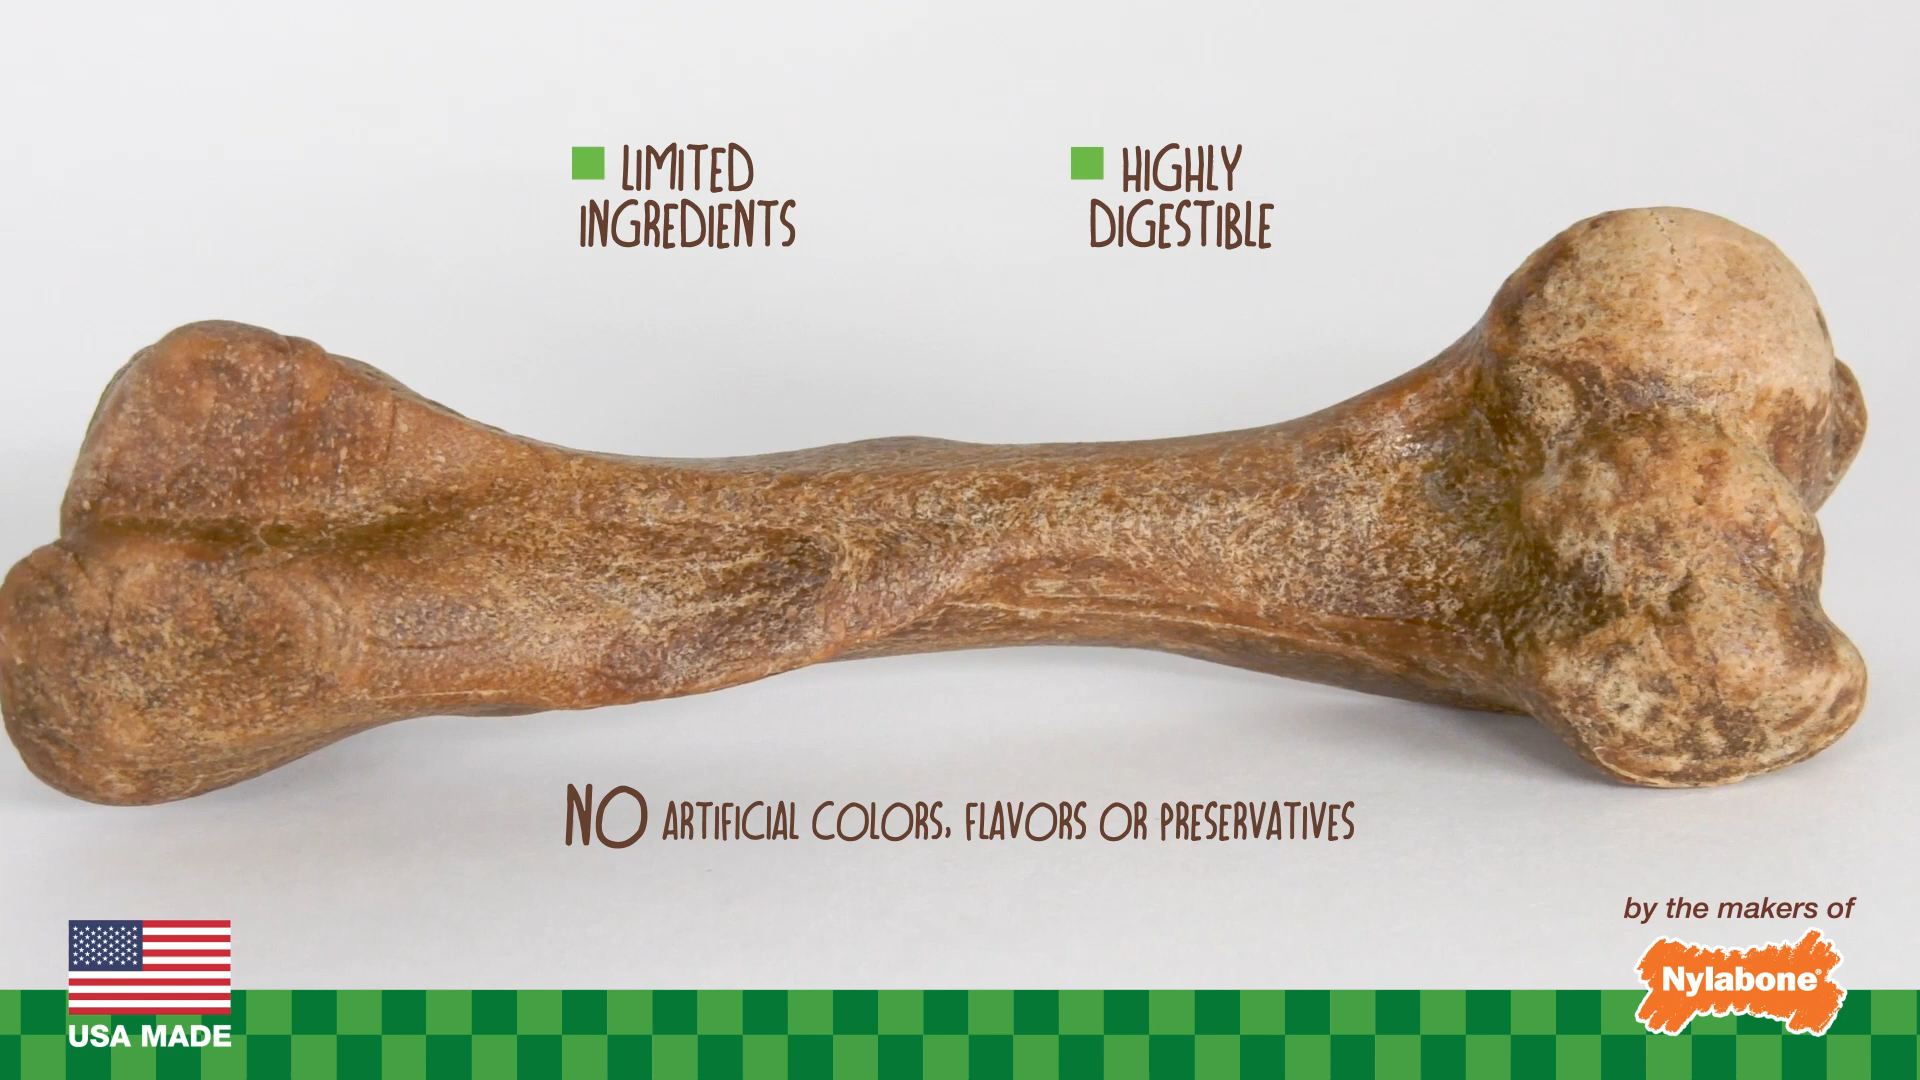 LIMITED
INGREDIENTS
HIGHLY
DIGESTIBLE
NO ARTIFICIAL COLORS, FLAVORS OR PRESERVATIVES
by the makers of
Nylabone®
USA MADE